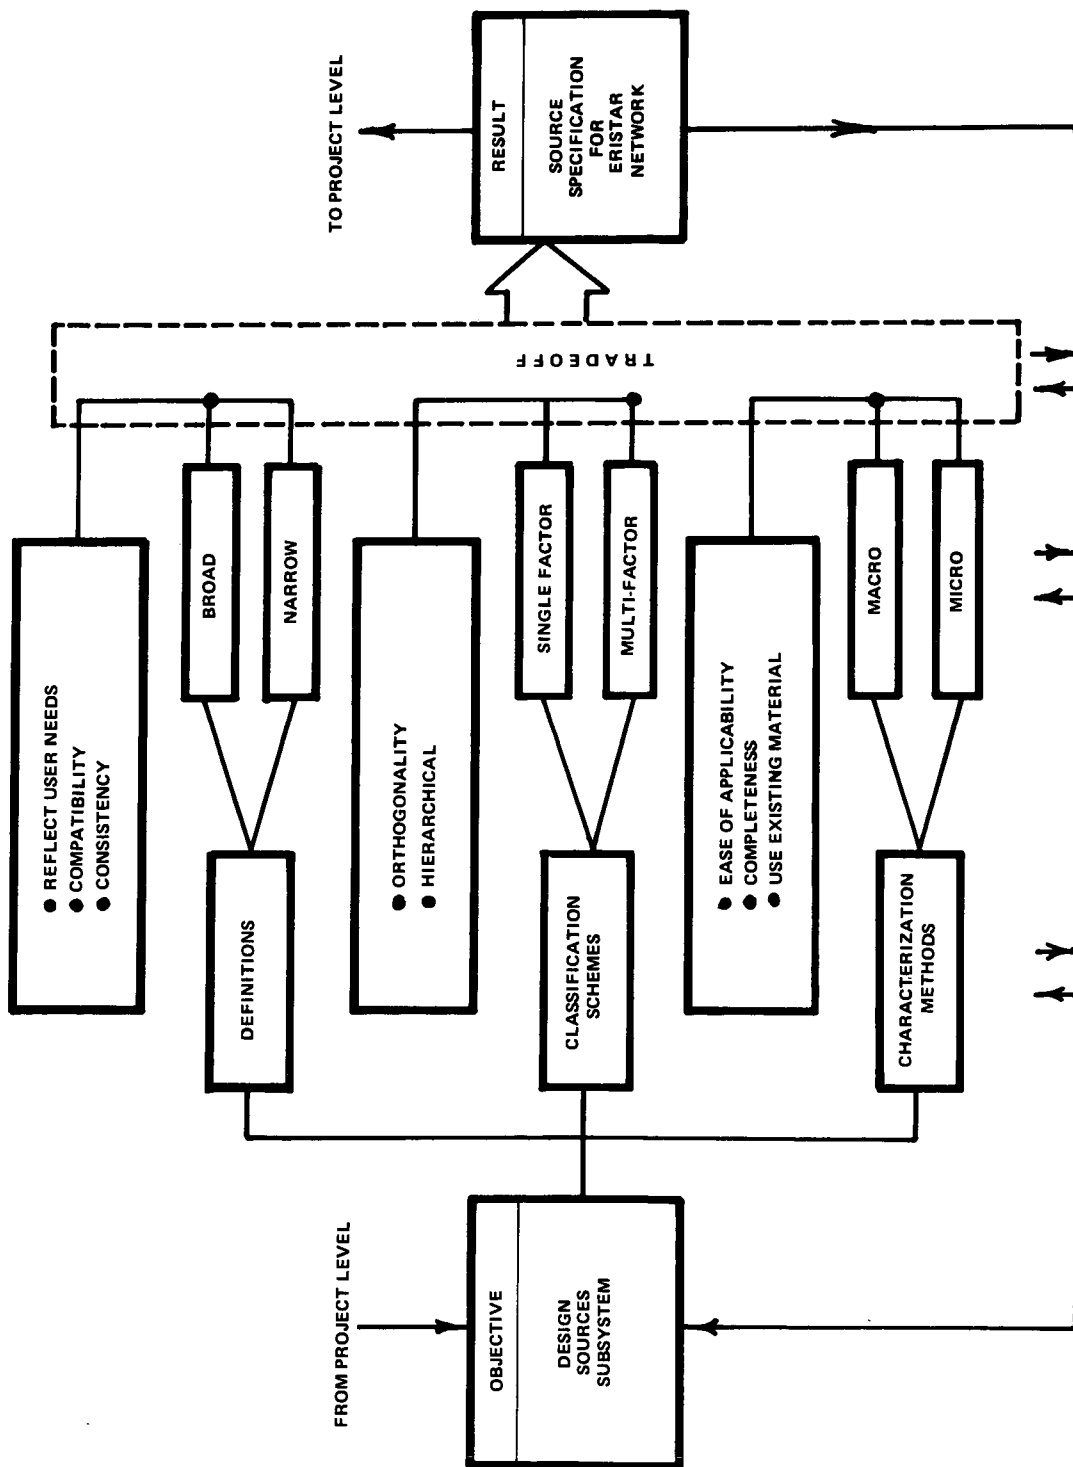 FROM PROJECT LEVEL
OBJECTIVE
DESIGN
SOURCES
SUBSYSTEM
● REFLECT USER NEEDS
● COMPATIBILITY
● CONSISTENCY
DEFINITIONS
BROAD
NARROW
● ORTHOGONALITY
● HIERARCHICAL
CLASSIFICATION
SCHEMES
SINGLE FACTOR
MULTI-FACTOR
● EASE OF APPLICABILITY
● COMPLETENESS
● USE EXISTING MATERIAL
CHARACTERIZATION
METHODS
MACRO
MICRO
TRADEOFF
TO PROJECT LEVEL
RESULT
SOURCE
SPECIFICATION
FOR
ERISTAR
NETWORK